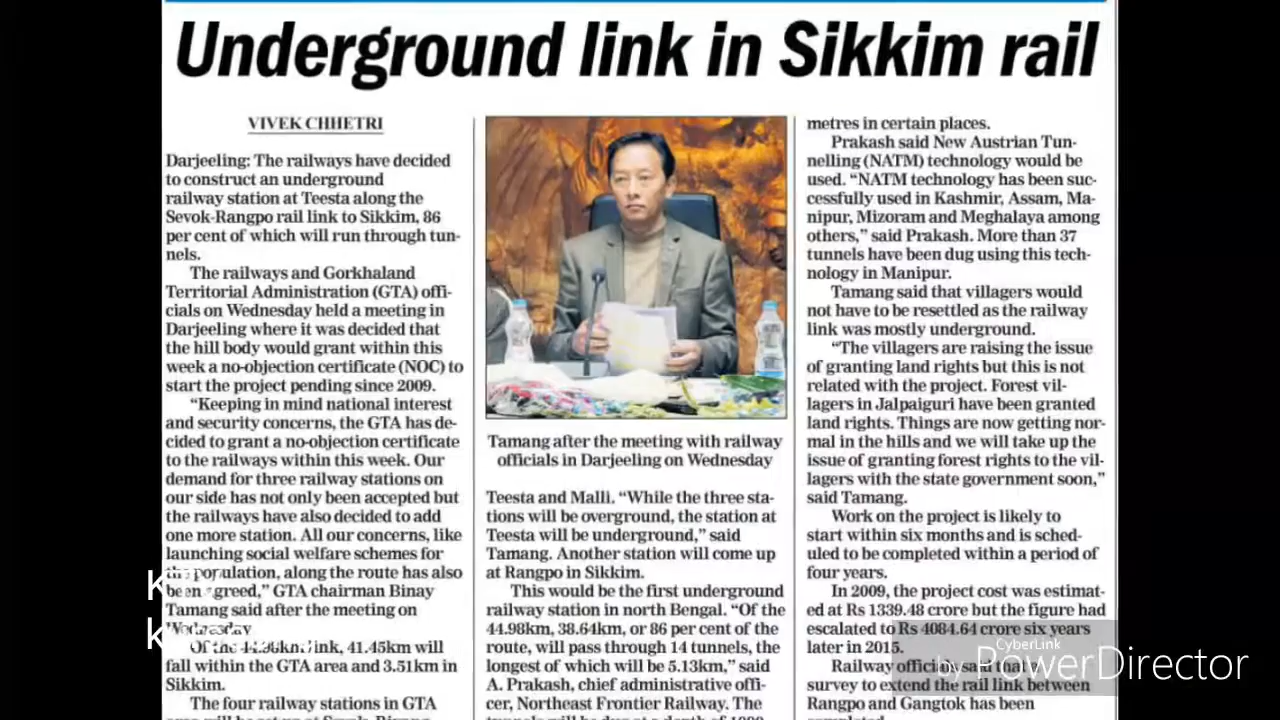 Underground link in Sikkim rail
VIVEK CHHETRI
Darjeeling: The railways have decided
to construct an underground
railway station at Teesta along the
Sevok-Rangpo rail link to Sikkim, 86
per cent of which will run through tun-
nels.
The railways and Gorkhaland
Territorial Administration (GTA) offi-
cials on Wednesday held a meeting in
Darjeeling where it was decided that
the hill body would grant within this
week a no-objection certificate (NOC) to
start the project pending since 2009.
“Keeping in mind national interest
and security concerns, the GTA has de-
cided to grant a no-objection certificate
to the railways within this week. Our
demand for three railway stations on
our side has not only been accepted but
the railways have also decided to add
one more station. All our concerns, like
launching social welfare schemes for
the population, along the route has also
been agreed,” GTA chairman Binay
Tamang said after the meeting on
Wednesday
Of the 44.98km link, 41.45km will
fall within the GTA area and 3.51km in
Sikkim.
The four railway stations in GTA
Tamang after the meeting with railway
officials in Darjeeling on Wednesday
Teesta and Malli. “While the three sta-
tions will be overground, the station at
Teesta will be underground,” said
Tamang. Another station will come up
at Rangpo in Sikkim.
This would be the first underground
railway station in north Bengal. “Of the
44.98km, 38.64km, or 86 per cent of the
route, will pass through 14 tunnels, the
longest of which will be 5.13km,” said
A. Prakash, chief administrative offi-
cer, Northeast Frontier Railway. The
metres in certain places.
Prakash said New Austrian Tun-
nelling (NATM) technology would be
used. “NATM technology has been suc-
cessfully used in Kashmir, Assam, Ma-
nipur, Mizoram and Meghalaya among
others,” said Prakash. More than 37
tunnels have been dug using this tech-
nology in Manipur.
Tamang said that villagers would
not have to be resettled as the railway
link was mostly underground.
“The villagers are raising the issue
of granting land rights but this is not
related with the project. Forest vil-
lagers in Jalpaiguri have been granted
land rights. Things are now getting nor-
mal in the hills and we will take up the
issue of granting forest rights to the vil-
lagers with the state government soon,”
said Tamang.
Work on the project is likely to
start within six months and is sched-
uled to be completed within a period of
four years.
In 2009, the project cost was estimat-
ed at Rs 1339.48 crore but the figure had
escalated to Rs 4084.64 crore six years
later in 2015.
Railway officials said that a
survey to extend the rail link between
Rangpo and Gangtok has been
CyberLink
by PowerDirector